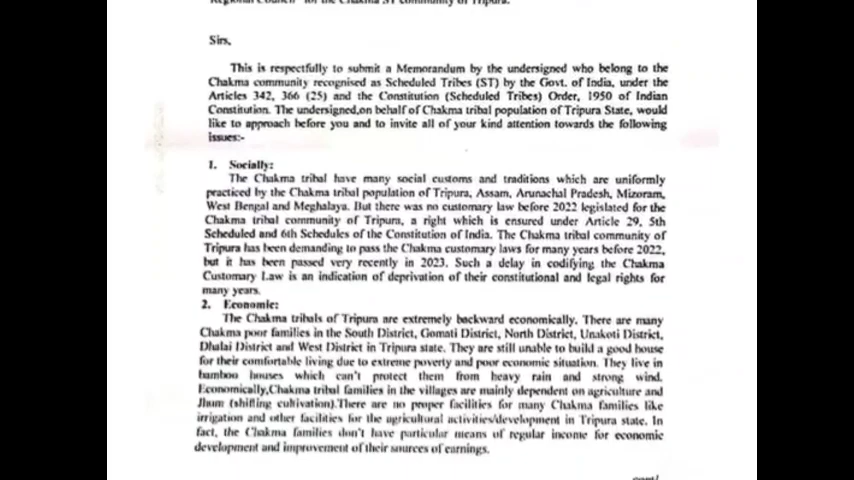 Regional Council" for the Chakma ST community of Tripura.
Sirs,
This is respectfully to submit a Memorandum by the undersigned who belong to the
Chakma community recognised as Scheduled Tribes (ST) by the Govt. of India, under the
Articles 342, 366 (25) and the Constitution (Scheduled Tribes) Order, 1950 of Indian
Constitution. The undersigned,on behalf of Chakma tribal population of Tripura State, would
like to approach before you and to invite all of your kind attention towards the following
issues:-
1. Socially:
The Chakma tribal have many social customs and traditions which are uniformly
practiced by the Chakma tribal population of Tripura, Assam, Arunachal Pradesh, Mizoram,
West Bengal and Meghalaya. But there was no customary law before 2022 legislated for the
Chakma tribal community of Tripura, a right which is ensured under Article 29, 5th
Scheduled and 6th Schedules of the Constitution of India. The Chakma tribal community of
Tripura has been demanding to pass the Chakma customary laws for many years before 2022,
but it has been passed very recently in 2023. Such a delay in codifying the Chakma
Customary Law is an indication of deprivation of their constitutional and legal rights for
many years.
2. Economic:
The Chakma tribals of Tripura are extremely backward economically. There are many
Chakma poor families in the South District, Gomati District, North District, Unakoti District,
Dhalai District and West District in Tripura state. They are still unable to build a good house
for their comfortable living due to extreme poverty and poor economic situation. They live in
bamboo houses which can't protect them from heavy rain and strong wind.
Economically,Chakma tribal families in the villages are mainly dependent on agriculture and
Jhum (shifting cultivation).There are no proper facilities for many Chakma families like
irrigation and other facilities for the agricultural activities/development in Tripura state. In
fact, the Chakma families don't have particular means of regular income for economic
development and improvement of their sources of earnings.